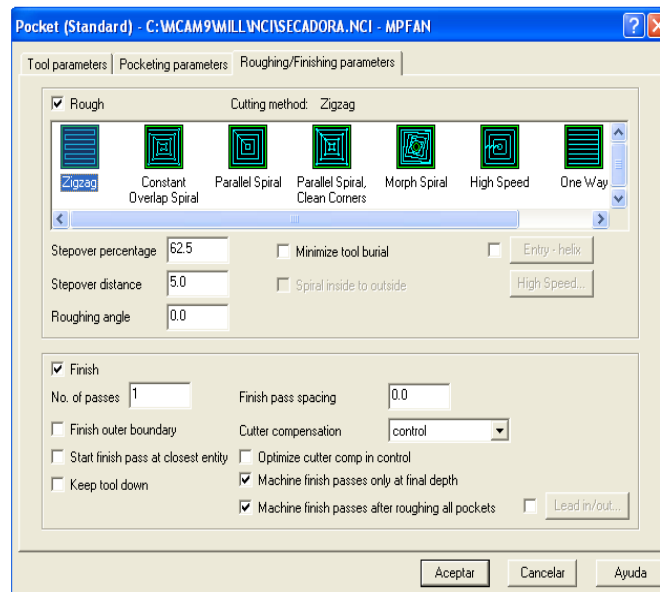 Pocket (Standard) - C:\MCAM9\MILL\NCI\SECADORA.NCI - MPFAN
Tool parameters Pocketing parameters Roughing/Finishing parameters
Rough Cutting method: Zigzag
Zigzag Constant Overlap Spiral Parallel Spiral Parallel Spiral, Clean Corners Morph Spiral High Speed One Way
Stepover percentage 62.5 Minimize tool burial Entry - helix
Stepover distance 5.0 Spiral inside to outside High Speed...
Roughing angle 0.0
Finish
No. of passes 1 Finish pass spacing 0.0
Finish outer boundary Cutter compensation control
Start finish pass at closest entity Optimize cutter comp in control
Keep tool down Machine finish passes only at final depth
Machine finish passes after roughing all pockets Lead in/out...
Aceptar Cancelar Ayuda